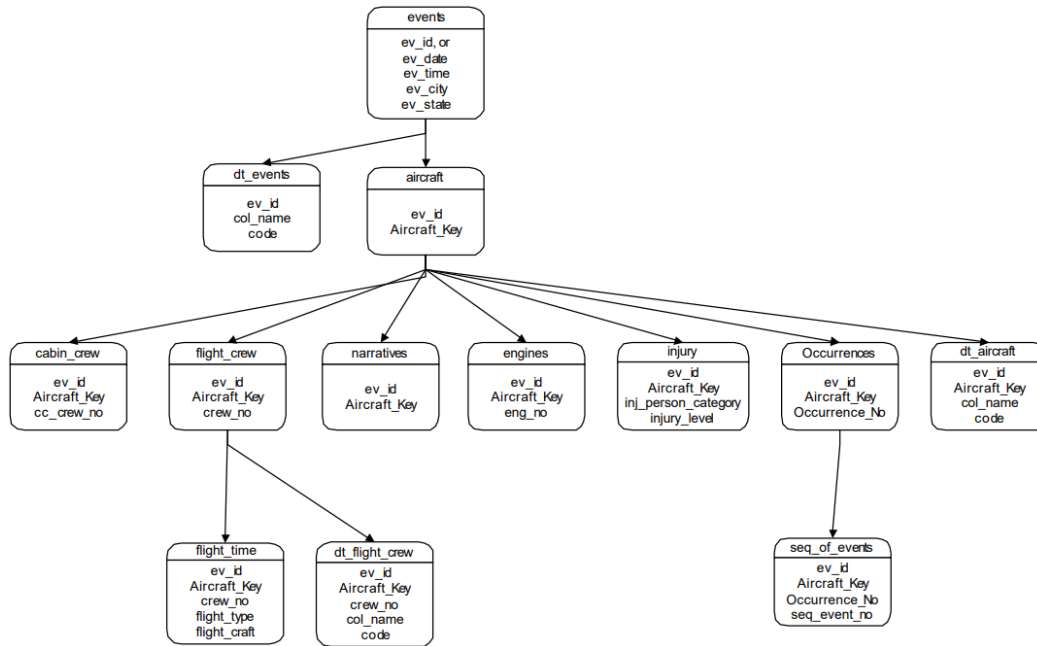 events
ev_id, or
ev_date
ev_time
ev_city
ev_state
dt_events
ev_id
col_name
code
aircraft
ev_id
Aircraft_Key
cabin_crew
ev_id
Aircraft_Key
cc_crew_no
flight_crew
ev_id
Aircraft_Key
crew_no
narratives
ev_id
Aircraft_Key
engines
ev_id
Aircraft_Key
eng_no
injury
ev_id
Aircraft_Key
inj_person_category
injury_level
Occurrences
ev_id
Aircraft_Key
Occurrence_No
dt_aircraft
ev_id
Aircraft_Key
col_name
code
flight_time
ev_id
Aircraft_Key
crew_no
flight_type
flight_craft
dt_flight_crew
ev_id
Aircraft_Key
crew_no
col_name
code
seq_of_events
ev_id
Aircraft_Key
Occurrence_No
seq_event_no